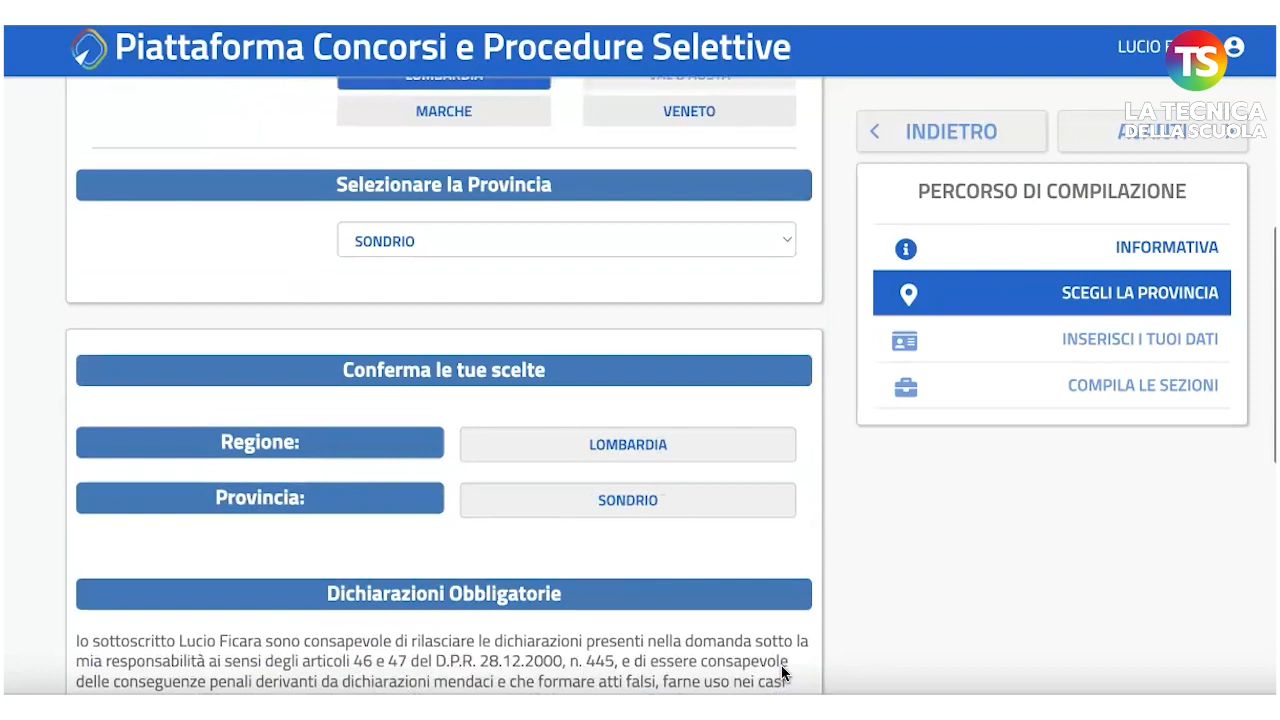 Piattaforma Concorsi e Procedure Selettive
LUCIO
TS
LA TECNICA
DELLA SCUOLA
LOMBARDIA
VAL D'AOSTA
MARCHE
VENETO
INDIETRO
Selezionare la Provincia
SONDRIO
PERCORSO DI COMPILAZIONE
INFORMATIVA
SCEGLI LA PROVINCIA
INSERISCI I TUOI DATI
COMPILA LE SEZIONI
Conferma le tue scelte
Regione:
LOMBARDIA
Provincia:
SONDRIO
Dichiarazioni Obbligatorie
Io sottoscritto Lucio Ficara sono consapevole di rilasciare le dichiarazioni presenti nella domanda sotto la
mia responsabilità ai sensi degli articoli 46 e 47 del D.P.R. 28.12.2000, n. 445, e di essere consapevole
delle conseguenze penali derivanti da dichiarazioni mendaci e che formare atti falsi, farne uso nei casi